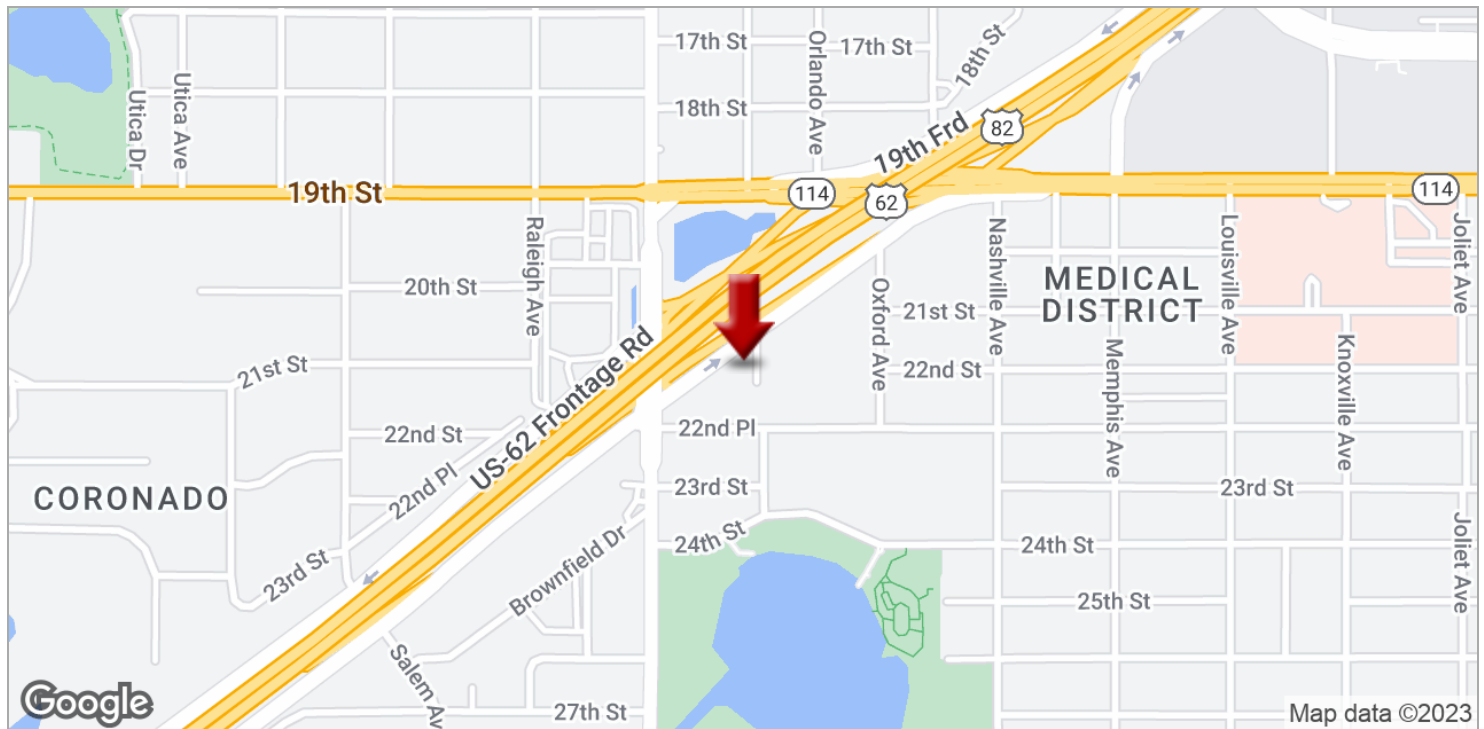 17th St
Orlando Ave
17th St
18th St
Utica Dr
Utica Ave
18th St
19th Frd
82
19th St
114
62
114
Raleigh Ave
Nashville Ave
Louisville Ave
Joliet Ave
20th St
Oxford Ave
MEDICAL
DISTRICT
21st St
21st St
US-62 Frontage Rd
Memphis Ave
Knoxville Ave
22nd St
22nd St
22nd Pl
22nd Pl
CORONADO
23rd St
23rd St
23rd St
24th St
24th St
Joliet Ave
Brownfield Dr
25th St
Salem Av
27th St
Google
Map data ©2023